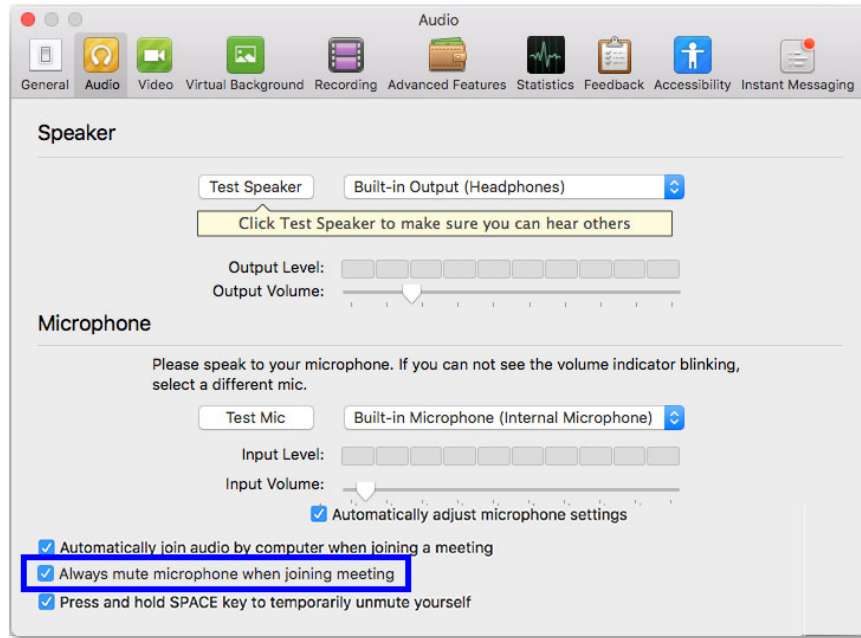 Audio
General Audio Video Virtual Background Recording Advanced Features Statistics Feedback Accessibility Instant Messaging
Speaker
Test Speaker Built-in Output (Headphones)
Click Test Speaker to make sure you can hear others
Output Level:
Output Volume:
Microphone
Please speak to your microphone. If you can not see the volume indicator blinking,
select a different mic.
Test Mic Built-in Microphone (Internal Microphone)
Input Level:
Input Volume:
Automatically adjust microphone settings
Automatically join audio by computer when joining a meeting
Always mute microphone when joining meeting
Press and hold SPACE key to temporarily unmute yourself